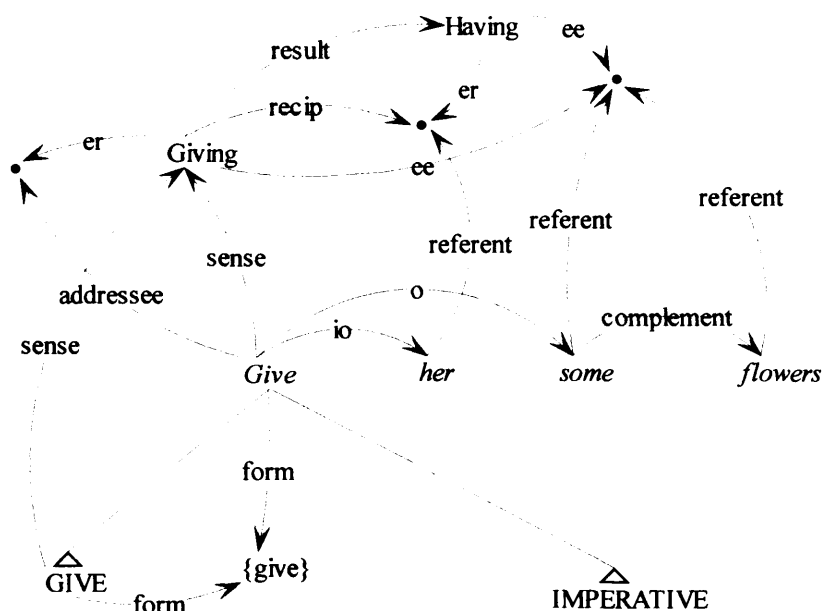 Having
ee
result
er
recip
er
Giving
ee
referent
referent
referent
sense
addressee
o
complement
io
sense
Give her some flowers
form
{give}
GIVE
IMPERATIVE
form